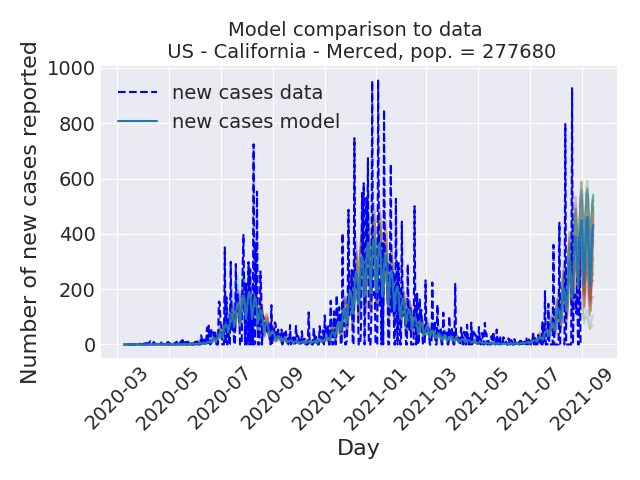 Model comparison to data
US - California - Merced, pop. = 277680
Number of new cases reported
1000
800
600
400
200
0
new cases data
new cases model
2020-03
2020-05
2020-07
2020-09
2020-11
2021-01
2021-03
2021-05
2021-07
2021-09
Day